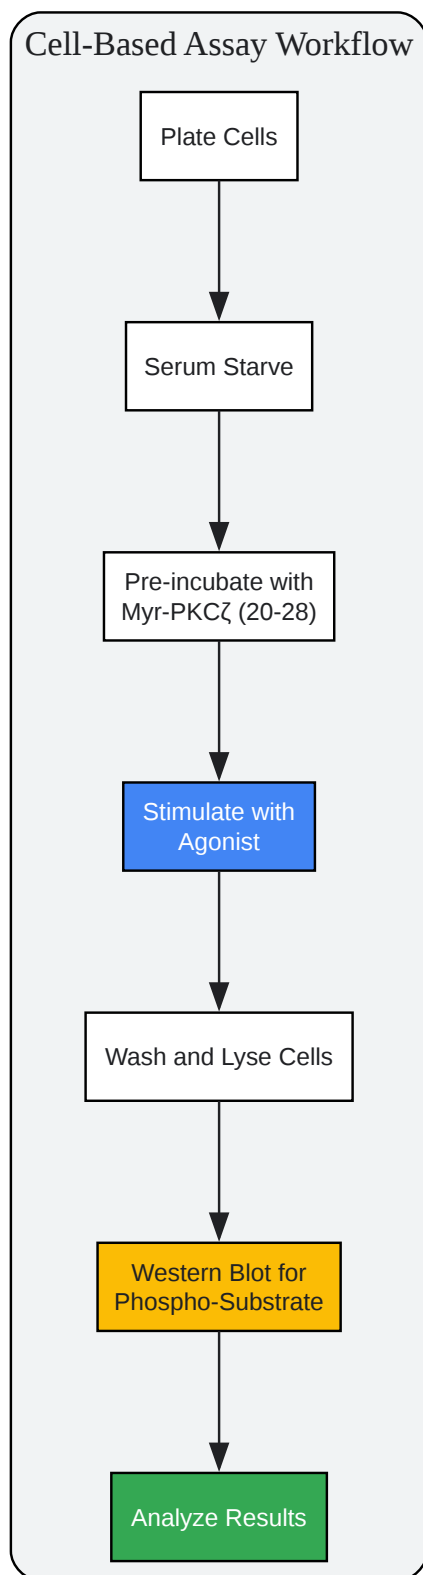 Cell-Based Assay Workflow
Plate Cells
Serum Starve
Pre-incubate with
Myr-PKCζ (20-28)
Stimulate with
Agonist
Wash and Lyse Cells
Western Blot for
Phospho-Substrate
Analyze Results